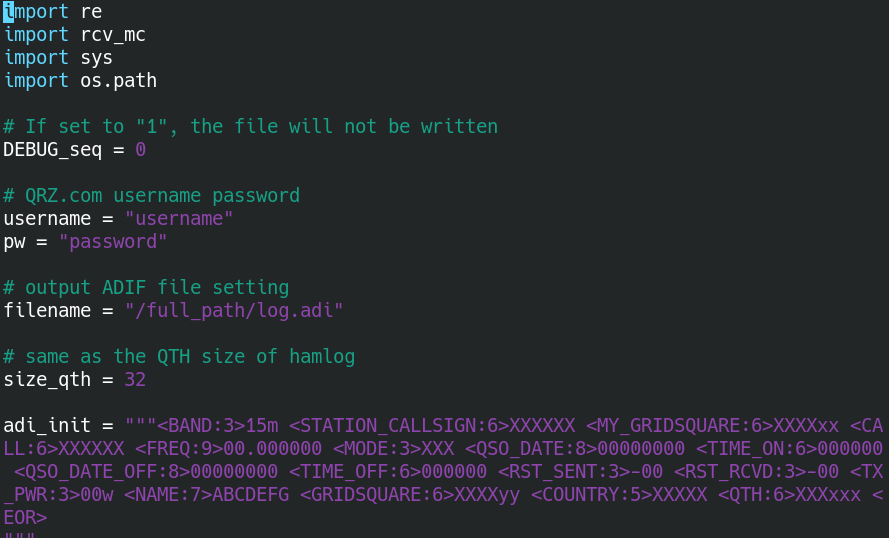 import re
import rcv_mc
import sys
import os.path
# If set to "1", the file will not be written
DEBUG_seq = 0
# QRZ.com username password
username = "username"
pw = "password"
# output ADIF file setting
filename = "/full_path/log.adi"
# same as the QTH size of hamlog
size_qth = 32
adi_init = """<BAND:3>15m <STATION_CALLSIGN:6>XXXXXX <MY_GRIDSQUARE:6>XXXXxx <CA
LL:6>XXXXXX <FREQ:9>00.000000 <MODE:3>XXX <QSO_DATE:8>00000000 <TIME_ON:6>000000
<QSO_DATE_OFF:8>00000000 <TIME_OFF:6>000000 <RST_SENT:3>-00 <RST_RCVD:3>-00 <TX
_PWR:3>00w <NAME:7>ABCDEFG <GRIDSQUARE:6>XXXXyy <COUNTRY:5>XXXXX <QTH:6>XXXxxx <
EOR>
"""